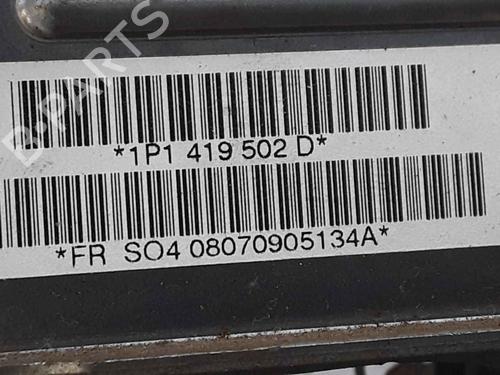 B-PARTS
*1P1 419 502 D*
*FR SO4 08070905134A*